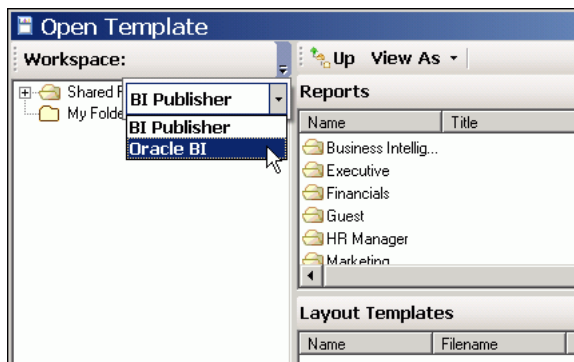 Open Template
Workspace:
Up View As
Shared F
My Folde
BI Publisher
BI Publisher
Oracle BI
Reports
Name Title
Business Intellig...
Executive
Financials
Guest
HR Manager
Marketing
Layout Templates
Name Filename